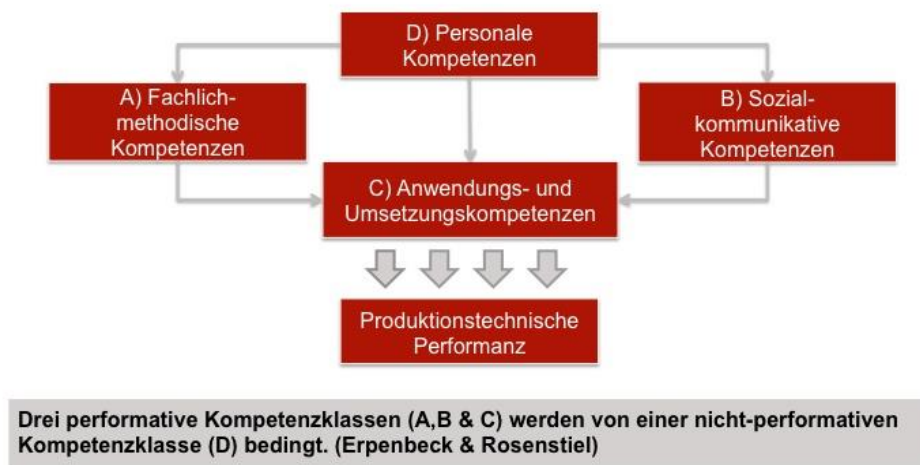 D) Personale
Kompetenzen
A) Fachlich-
methodische
Kompetenzen
B) Sozial-
kommunikative
Kompetenzen
C) Anwendungs- und
Umsetzungskompetenzen
Produktionstechnische
Performanz
Drei performative Kompetenzklassen (A,B & C) werden von einer nicht-performativen
Kompetenzklasse (D) bedingt. (Erpenbeck & Rosenstiel)